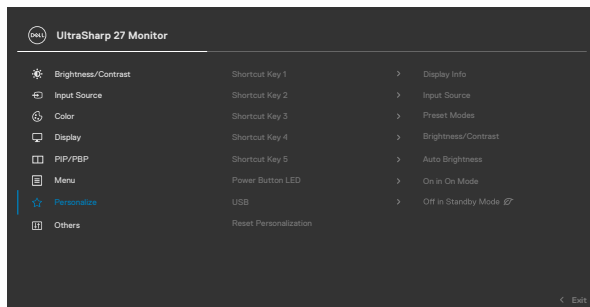 DELL UltraSharp 27 Monitor
Brightness/Contrast Shortcut Key 1 > Display Info
Input Source Shortcut Key 2 > Input Source
Color Shortcut Key 3 > Preset Modes
Display Shortcut Key 4 > Brightness/Contrast
PIP/PBP Shortcut Key 5 > Auto Brightness
Menu Power Button LED > On in On Mode
Personalize USB > Off in Standby Mode
Others Reset Personalization
< Exit